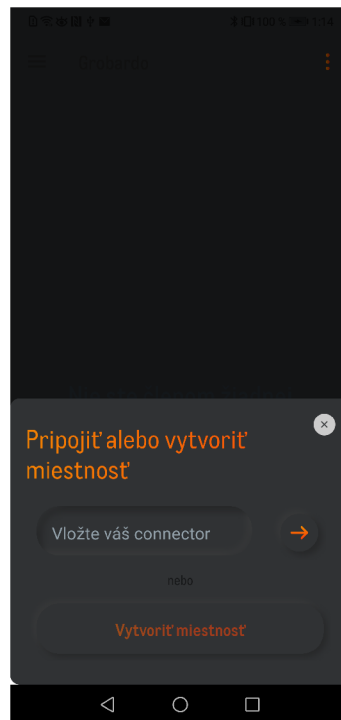 100 % 1:14
Pripojiť alebo vytvoriť
miestnosť
Vložte váš connector
nebo
Vytvoriť miestnosť